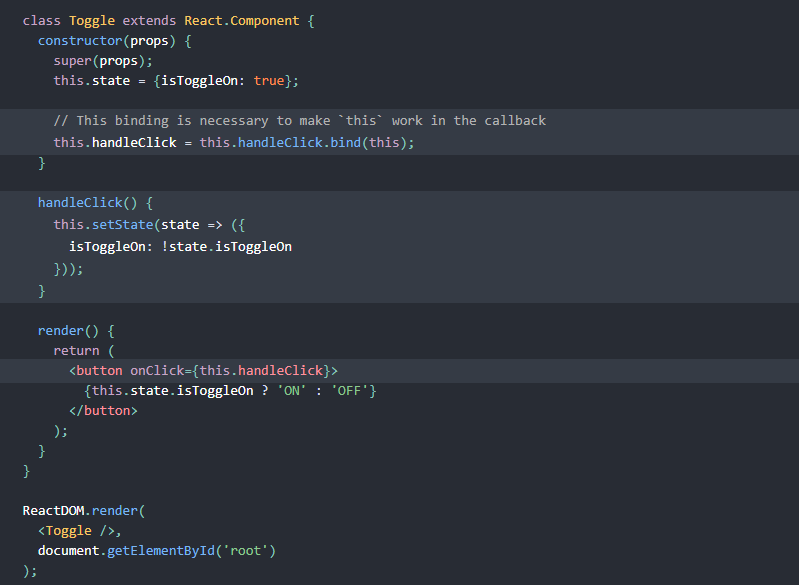 class Toggle extends React.Component {
  constructor(props) {
    super(props);
    this.state = {isToggleOn: true};

    // This binding is necessary to make `this` work in the callback
    this.handleClick = this.handleClick.bind(this);
  }

  handleClick() {
    this.setState(state => ({
      isToggleOn: !state.isToggleOn
    }));
  }

  render() {
    return (
      <button onClick={this.handleClick}>
        {this.state.isToggleOn ? 'ON' : 'OFF'}
      </button>
    );
  }
}

ReactDOM.render(
  <Toggle />,
  document.getElementById('root')
);